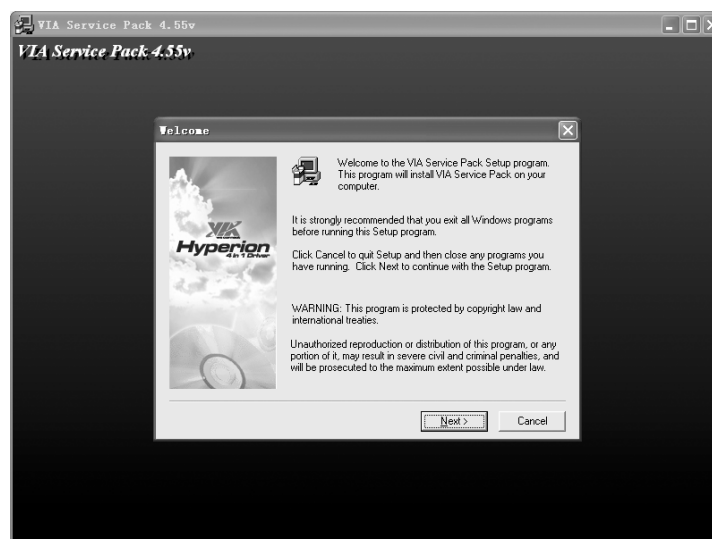 VIA Service Pack 4.55v
VIA Service Pack 4.55v
Welcome
VIA
Hyperion
4 in 1 Driver
Welcome to the VIA Service Pack Setup program.
This program will install VIA Service Pack on your
computer.
It is strongly recommended that you exit all Windows programs
before running this Setup program.
Click Cancel to quit Setup and then close any programs you
have running. Click Next to continue with the Setup program.
WARNING: This program is protected by copyright law and
international treaties.
Unauthorized reproduction or distribution of this program, or any
portion of it, may result in severe civil and criminal penalties, and
will be prosecuted to the maximum extent possible under law.
Next >
Cancel